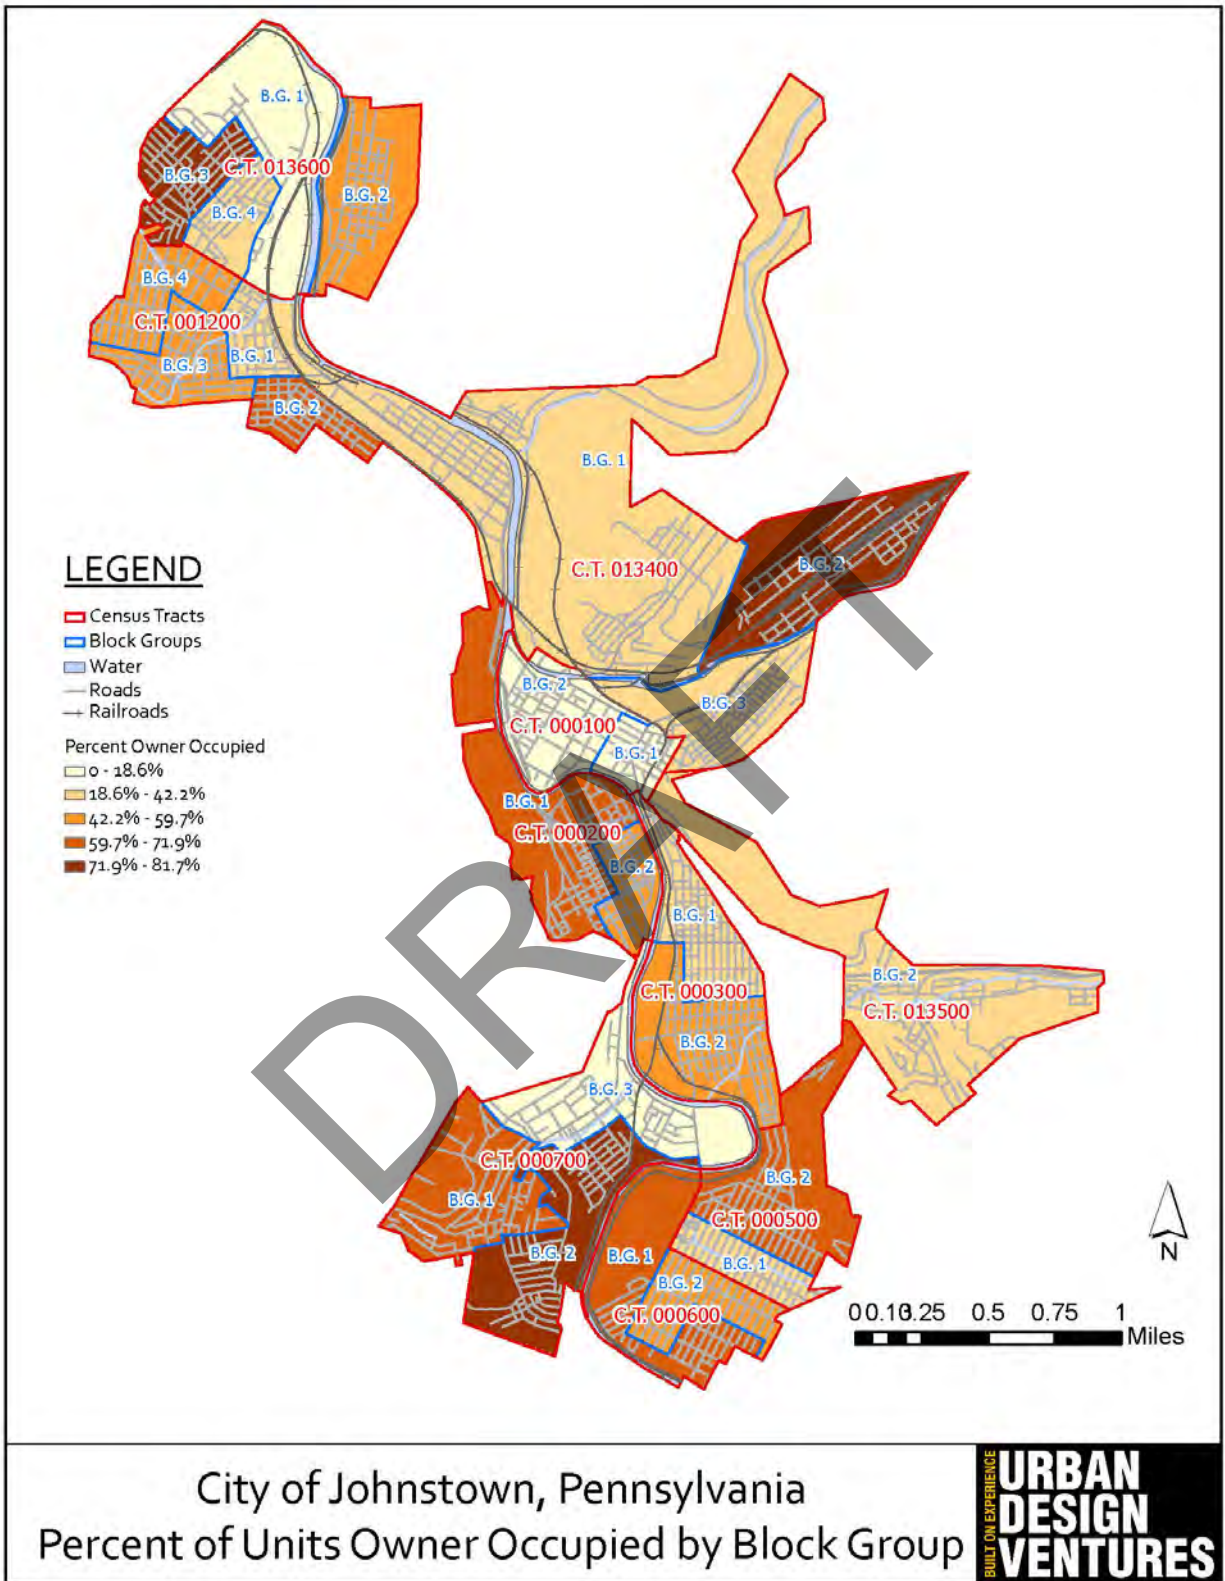 B.G. 1
C.T. 013600
B.G. 3
B.G. 2
B.G. 4
B.G. 4
C.T. 001200
B.G. 1
B.G. 3
B.G. 2
B.G. 1
C.T. 013400
B.G. 2
B.G. 2
B.G. 3
C.T. 000100
B.G. 1
B.G. 1
C.T. 000200
B.G. 2
B.G. 1
B.G. 2
C.T. 000300
C.T. 013500
B.G. 2
B.G. 3
C.T. 000700
B.G. 2
B.G. 1
C.T. 000500
B.G. 2
B.G. 1
B.G. 1
B.G. 2
C.T. 000600
DRAFT
LEGEND
Census Tracts
Block Groups
Water
Roads
Railroads
Percent Owner Occupied
0 - 18.6%
18.6% - 42.2%
42.2% - 59.7%
59.7% - 71.9%
71.9% - 81.7%
N
0 0.13 0.25 0.5 0.75 1
Miles
City of Johnstown, Pennsylvania
Percent of Units Owner Occupied by Block Group
BUILT ON EXPERIENCE
URBAN
DESIGN
VENTURES